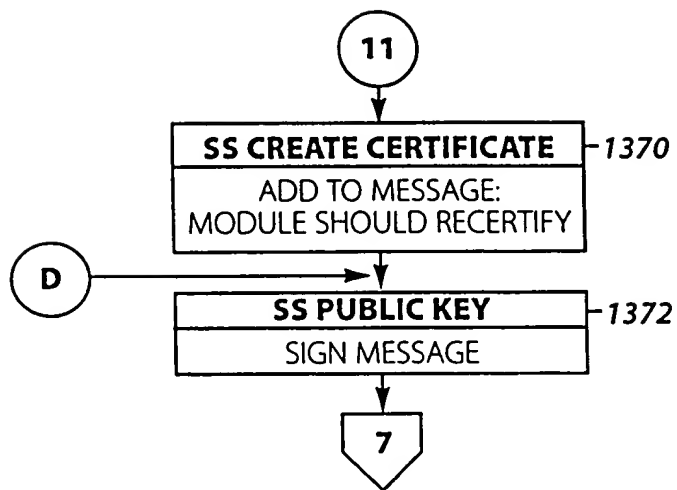 11
SS CREATE CERTIFICATE
1370
ADD TO MESSAGE:
MODULE SHOULD RECERTIFY
D
SS PUBLIC KEY
1372
SIGN MESSAGE
7